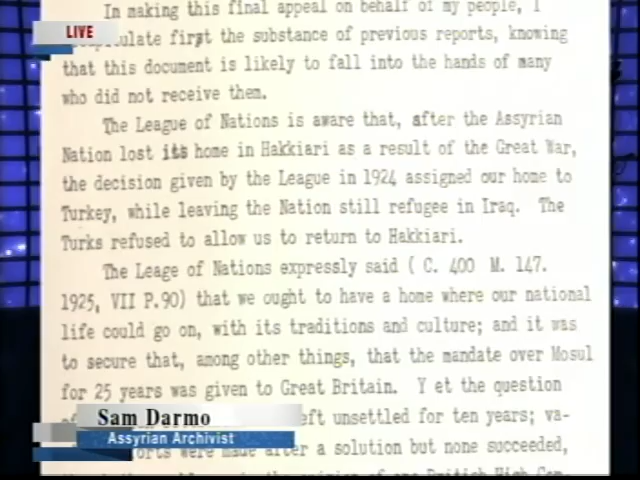 In making this final appeal on behalf of my people, I
LIVE
first the substance of previous reports, knowing
that this document is likely to fall into the hands of many
who did not receive them.
The League of Nations is aware that, after the Assyrian
Nation lost its home in Hakkiari as a result of the Great War,
the decision given by the League in 1924 assigned our home to
Turkey, while leaving the Nation still refugee in Iraq. The
Turks refused to allow us to return to Hakkiari.
The Leage of Nations expressly said ( C. 400 M. 147.
1925, VII P.90) that we ought to have a home where our national
life could go on, with its traditions and culture; and it was
to secure that, among other things, that the mandate over Mosul
for 25 years was given to Great Britain. Y et the question
unsettled for ten years; va-
Sam Darmo
Assyrian Archivist
were made after a solution but none succeeded,